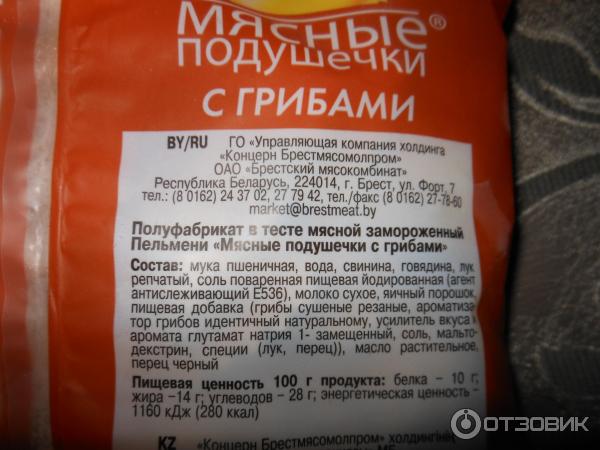 МЯСНЫЕ®
ПОДУШЕЧКИ
С ГРИБАМИ
BY/RU ГО «Управляющая компания холдинга
«Концерн Брестмясомолпром»
ОАО «Брестский мясокомбинат»
Республика Беларусь, 224014, г. Брест, ул. Форт. 7
тел.: (8 0162) 24 37 02, 27 79 42, тел./факс (8 0162) 27-78-60
market@brestmeat.by
Полуфабрикат в тесте мясной замороженный
Пельмени «Мясные подушечки с грибами»
Состав: мука пшеничная, вода, свинина, говядина, лук
репчатый, соль поваренная пищевая йодированная (агент
антислеживающий Е536), молоко сухое, яичный порошок,
пищевая добавка (грибы сушеные резаные, ароматиза-
тор грибов идентичный натуральному, усилитель вкуса и
аромата глутамат натрия 1- замещенный, соль, мальто-
декстрин, специи (лук, перец)), масло растительное,
перец черный
Пищевая ценность 100 г продукта: белка – 10 г;
жира –14 г; углеводов – 28 г; энергетическая ценность -
1160 кДж (280 ккал)
KZ «Концерн Брестмясомолпром» холдингінің
ОТЗОВИК